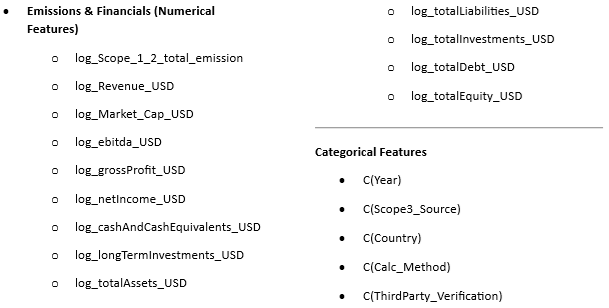 • Emissions & Financials (Numerical
Features)
o log_Scope_1_2_total_emission
o log_Revenue_USD
o log_Market_Cap_USD
o log_ebitda_USD
o log_grossProfit_USD
o log_netIncome_USD
o log_cashAndCashEquivalents_USD
o log_longTermInvestments_USD
o log_totalAssets_USD
o log_totalLiabilities_USD
o log_totalInvestments_USD
o log_totalDebt_USD
o log_totalEquity_USD
Categorical Features
• C(Year)
• C(Scope3_Source)
• C(Country)
• C(Calc_Method)
• C(ThirdParty_Verification)